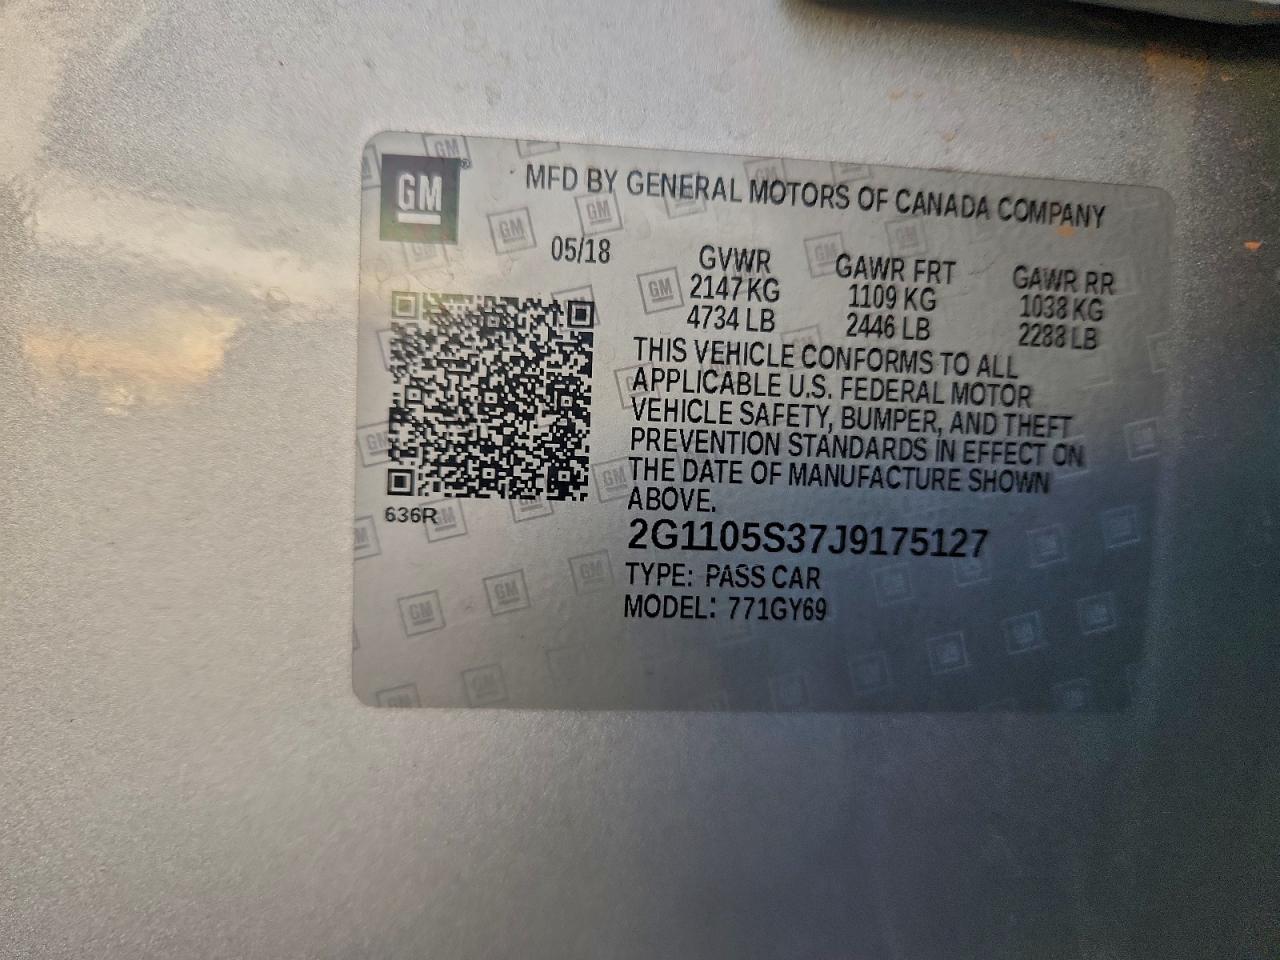 GM
MFD BY GENERAL MOTORS OF CANADA COMPANY
05/18
GVWR GAWR FRT GAWR RR
2147 KG 1109 KG 1038 KG
4734 LB 2446 LB 2288 LB
THIS VEHICLE CONFORMS TO ALL
APPLICABLE U.S. FEDERAL MOTOR
VEHICLE SAFETY, BUMPER, AND THEFT
PREVENTION STANDARDS IN EFFECT ON
THE DATE OF MANUFACTURE SHOWN
ABOVE.
636R
2G1105S37J9175127
TYPE: PASS CAR
MODEL: 771GY69